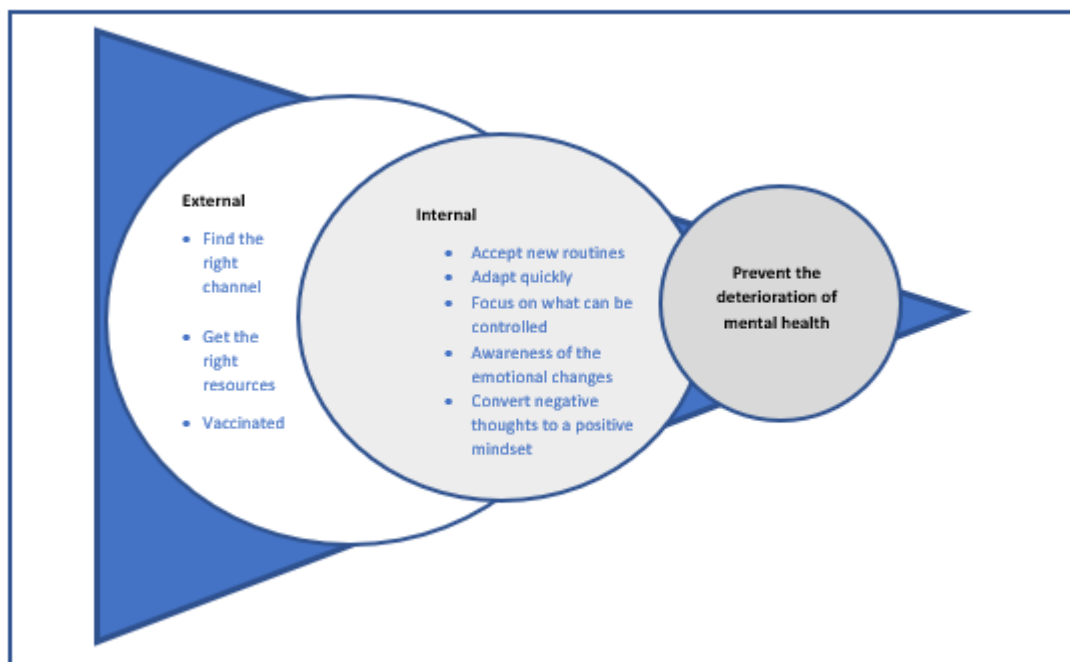 External
• Find the
right
channel
• Get the
right
resources
• Vaccinated
Internal
• Accept new routines
• Adapt quickly
• Focus on what can be
controlled
• Awareness of the
emotional changes
• Convert negative
thoughts to a positive
mindset
Prevent the
deterioration of
mental health